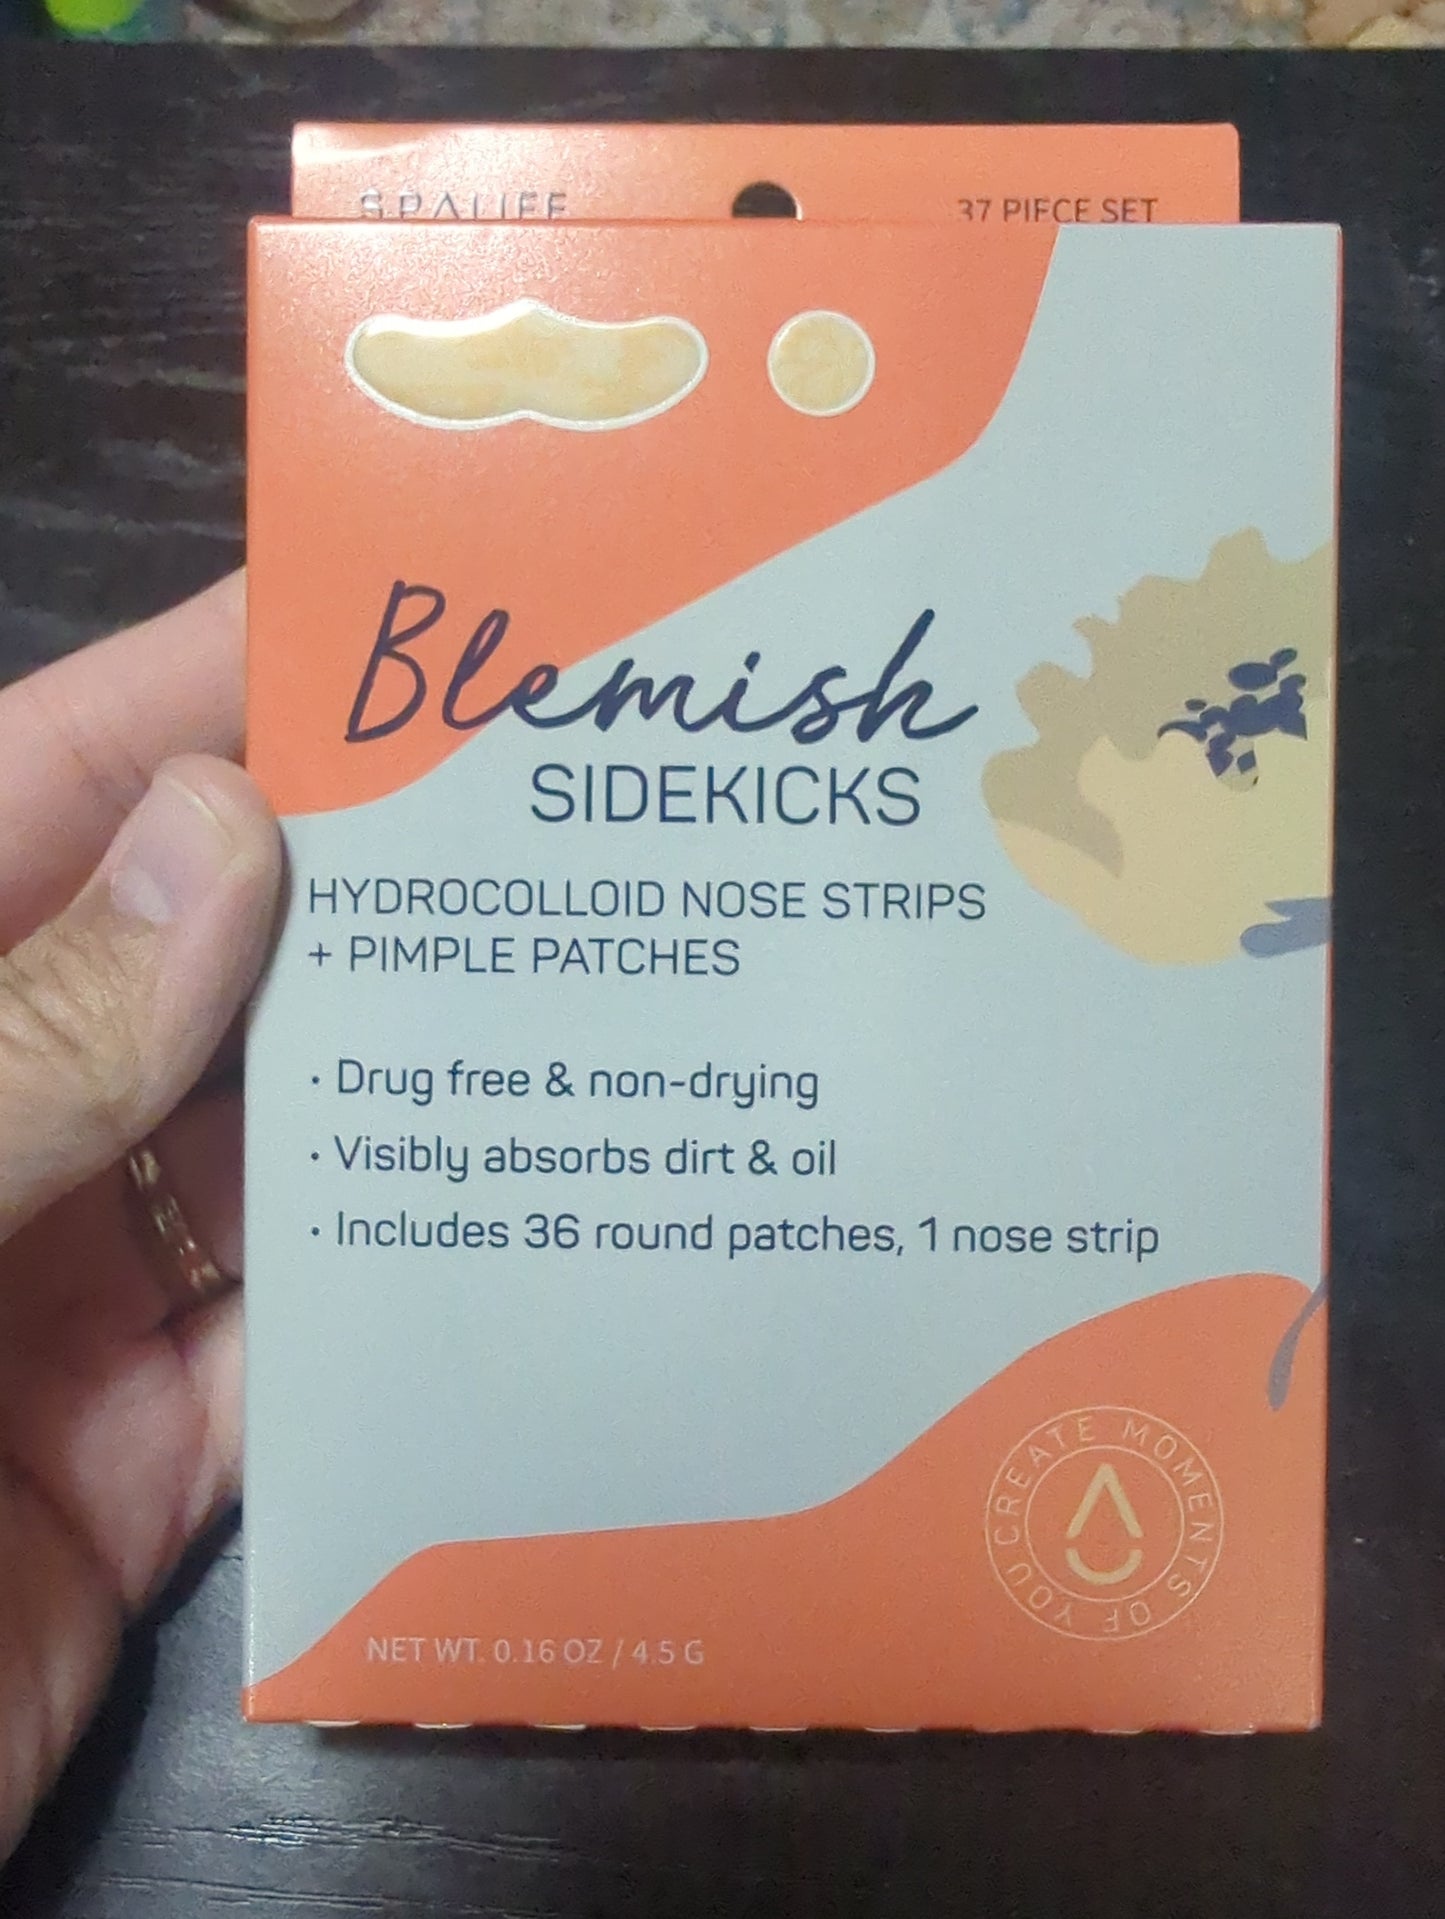 SPALIFE
37 PIECE SET
Blemish
SIDEKICKS
HYDROCOLLOID NOSE STRIPS
+ PIMPLE PATCHES
· Drug free & non-drying
· Visibly absorbs dirt & oil
· Includes 36 round patches, 1 nose strip
CREATE MOMENTS OF YOU
NET WT. 0.16 OZ / 4.5 G